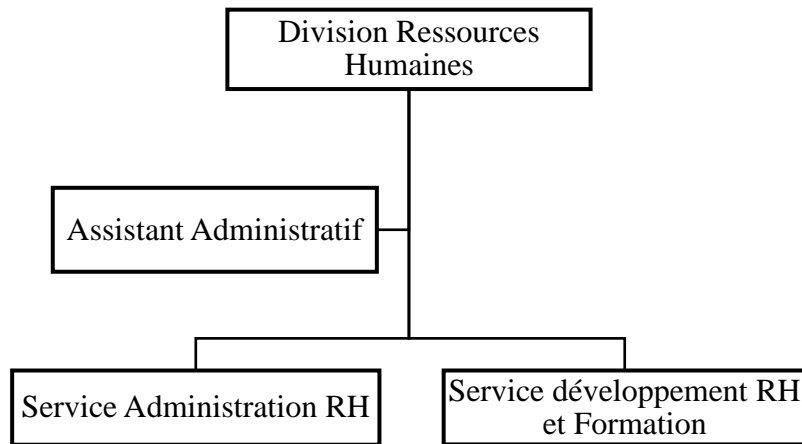 Division Ressources
Humaines
Assistant Administratif
Service Administration RH
Service développement RH
et Formation